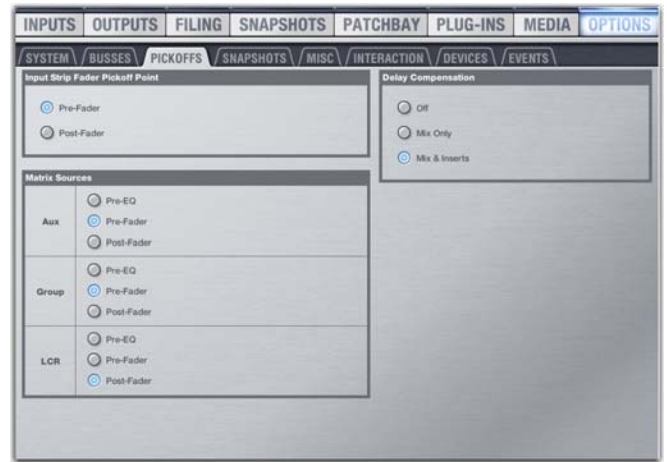 INPUTS OUTPUTS FILING SNAPSHOTS PATCHBAY PLUG-INS MEDIA OPTIONS
SYSTEM BUSSES PICKOFFS SNAPSHOTS MISC INTERACTION DEVICES EVENTS
Input Strip Fader Pickoff Point
Pre-Fader
Post-Fader
Matrix Sources
Aux
Pre-EQ
Pre-Fader
Post-Fader
Group
Pre-EQ
Pre-Fader
Post-Fader
LCR
Pre-EQ
Pre-Fader
Post-Fader
Delay Compensation
Off
Mix Only
Mix & Inserts